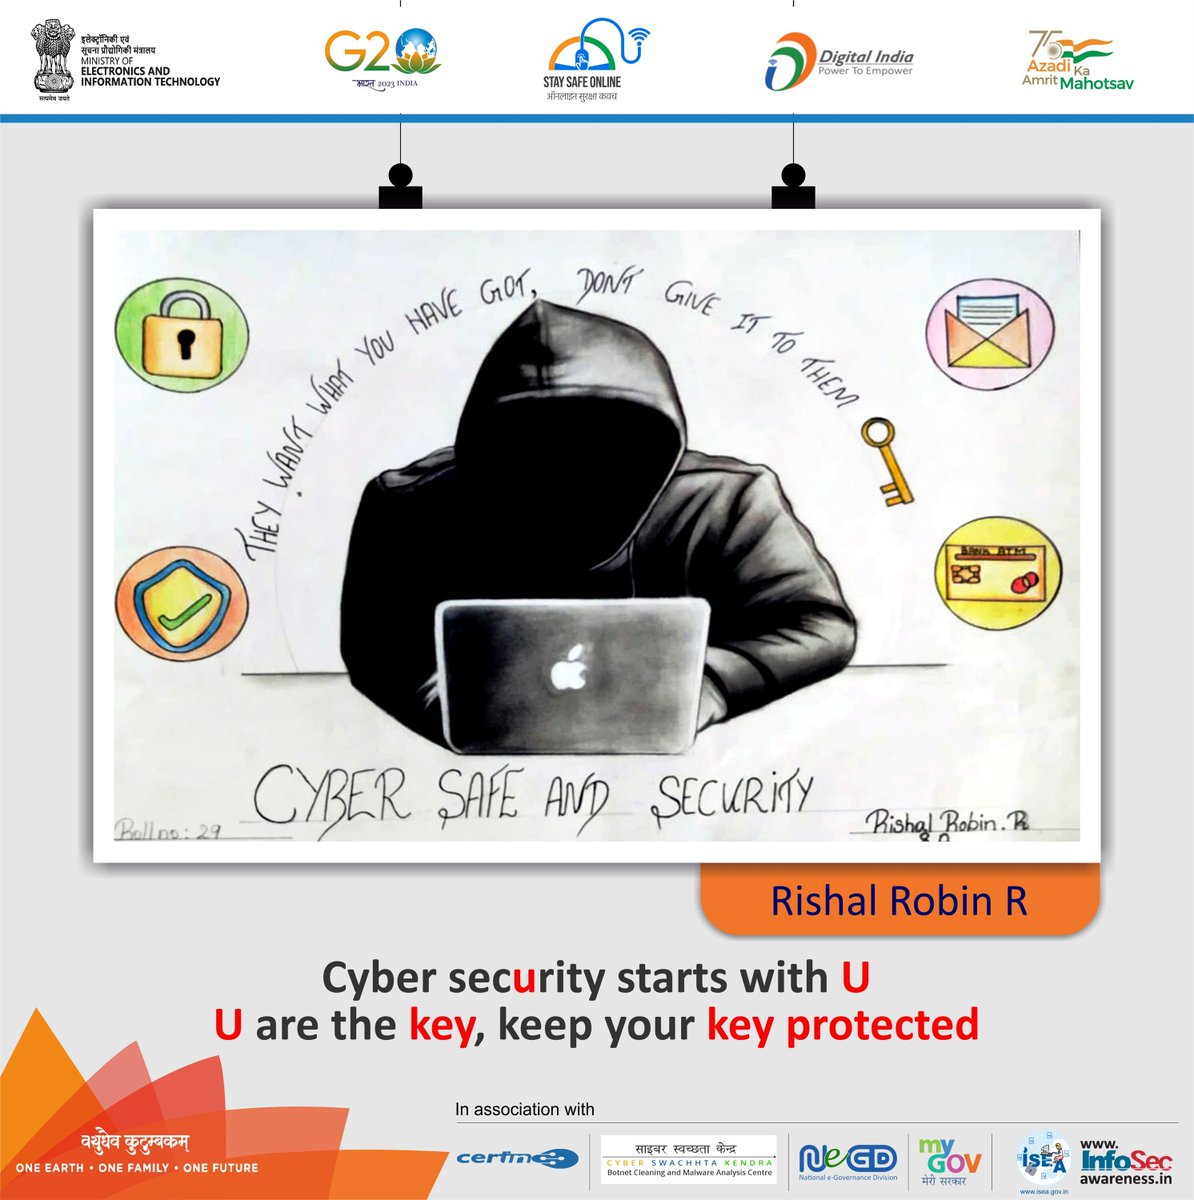 इलेक्ट्रॉनिकी एवं
सूचना प्रौद्योगिकी मंत्रालय
MINISTRY OF
ELECTRONICS AND
INFORMATION TECHNOLOGY
सत्यमेव जयते
G20
भारत 2023 INDIA
STAY SAFE ONLINE
ऑनलाइन सुरक्षा कवच
Digital India
Power To Empower
75
Azadi Ka
Amrit Mahotsav
THEY WANT WHAT YOU HAVE GOT, DONT GIVE IT TO THEM
BANK ATM
CYBER SAFE AND SECURITY
Roll no: 29
Rishal Robin. R
Rishal Robin R
Cyber security starts with U
U are the key, keep your key protected
In association with
वसुधैव कुटुम्बकम्
ONE EARTH • ONE FAMILY • ONE FUTURE
certin
साइबर स्वच्छता केन्द्र
CYBER SWACHHTA KENDRA
Botnet Cleaning and Malware Analysis Centre
NeGD
National e-Governance Division
my
GOV
मेरी सरकार
ISEA
www.isea.gov.in
www.
InfoSec
awareness.in